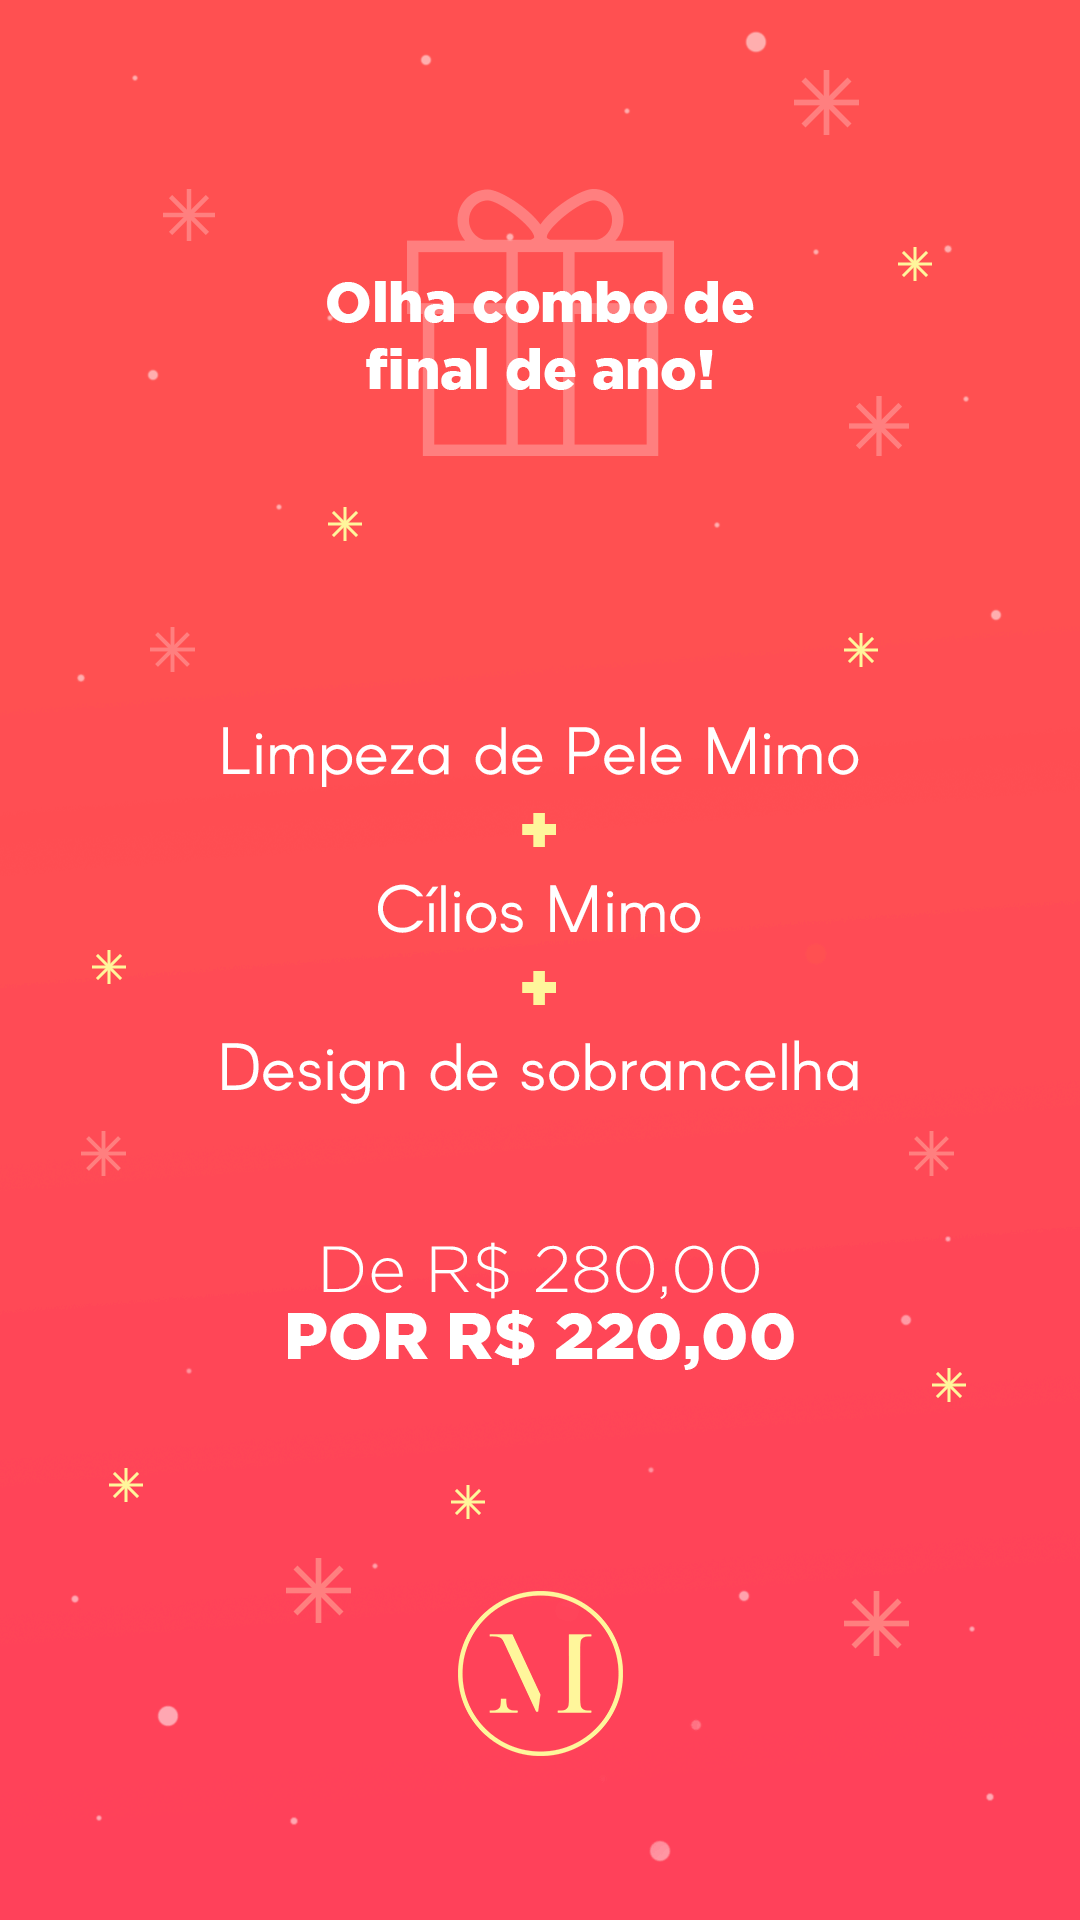 Olha combo de
final de ano!
Limpeza de Pele Mimo
+
Cílios Mimo
+
Design de sobrancelha
De R$ 280,00
POR R$ 220,00
M